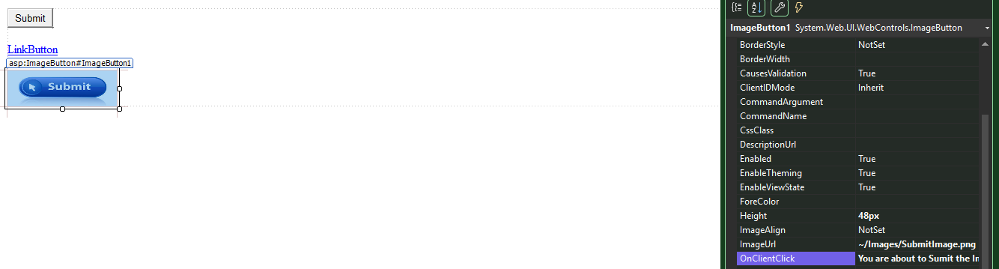 Submit
LinkButton
asp:ImageButton#ImageButton1
Submit
ImageButton1 System.Web.UI.WebControls.ImageButton
BorderStyle NotSet
BorderWidth
CausesValidation True
ClientIDMode Inherit
CommandArgument
CommandName
CssClass
DescriptionUrl
Enabled True
EnableTheming True
EnableViewState True
ForeColor
Height 48px
ImageAlign NotSet
ImageUrl ~/Images/SubmitImage.png
OnClientClick You are about to Sumit the